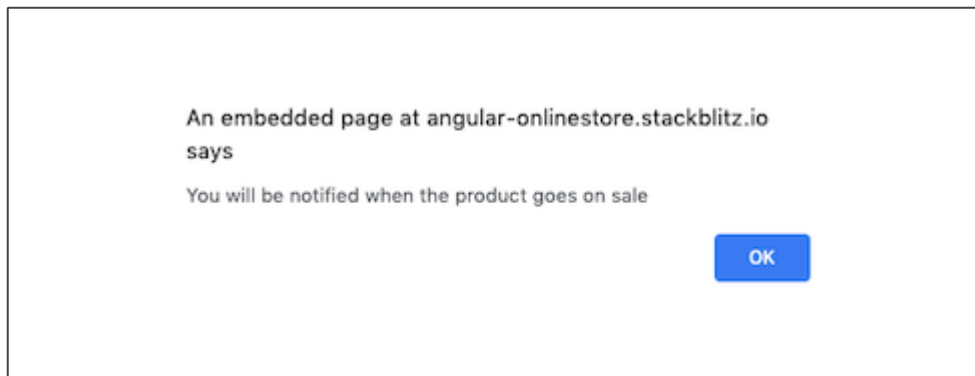 An embedded page at angular-onlinestore.stackblitz.io
says
You will be notified when the product goes on sale
OK